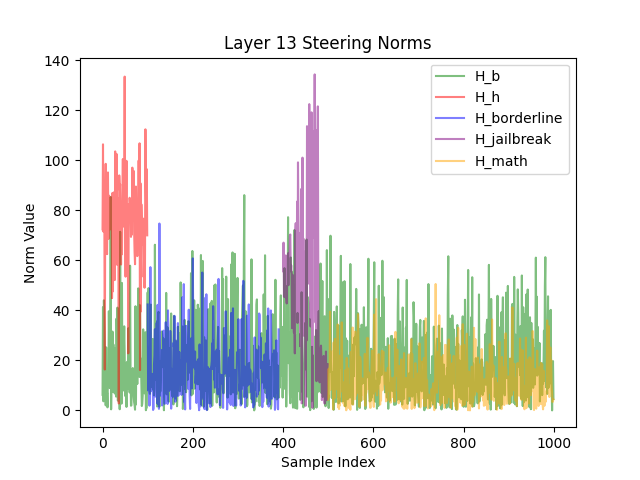 Layer 13 Steering Norms
140
120
100
80
60
40
20
0
Norm Value
H_b
H_h
H_borderline
H_jailbreak
H_math
0
200
400
600
800
1000
Sample Index